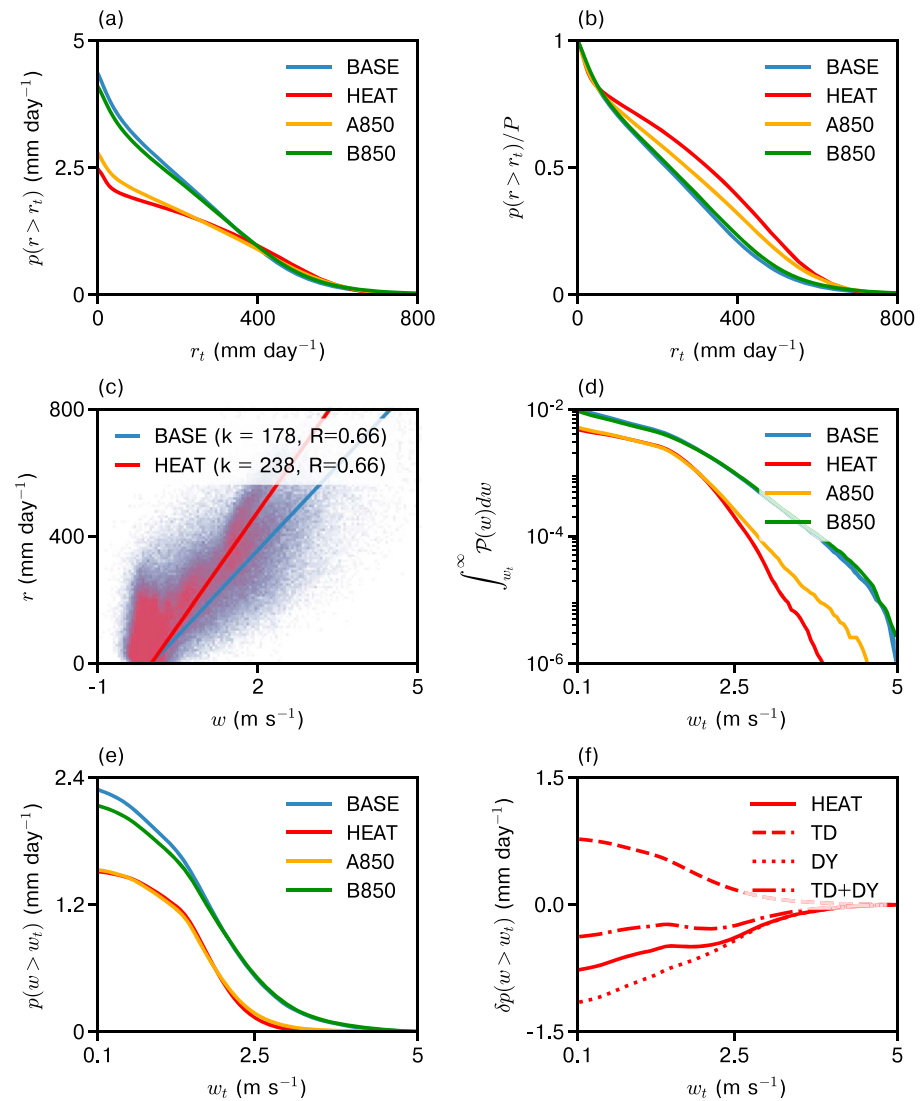 (a)
5
2.5
0
p(r > r_t) (mm day⁻¹)
BASE
HEAT
A850
B850
0
400
800
r_t (mm day⁻¹)
(b)
1
0.5
0
p(r > r_t)/P
BASE
HEAT
A850
B850
0
400
800
r_t (mm day⁻¹)
(c)
800
400
0
r (mm day⁻¹)
BASE (k = 178, R=0.66)
HEAT (k = 238, R=0.66)
-1
2
5
w (m s⁻¹)
(d)
10⁻²
10⁻⁴
10⁻⁶
∫_{w_t}^{∞} 𝒫(w)dw
BASE
HEAT
A850
B850
0.1
2.5
5
w_t (m s⁻¹)
(e)
2.4
1.2
0
p(w > w_t) (mm day⁻¹)
BASE
HEAT
A850
B850
0.1
2.5
5
w_t (m s⁻¹)
(f)
1.5
0.0
-1.5
δp(w > w_t) (mm day⁻¹)
HEAT
TD
DY
TD+DY
0.1
2.5
5
w_t (m s⁻¹)